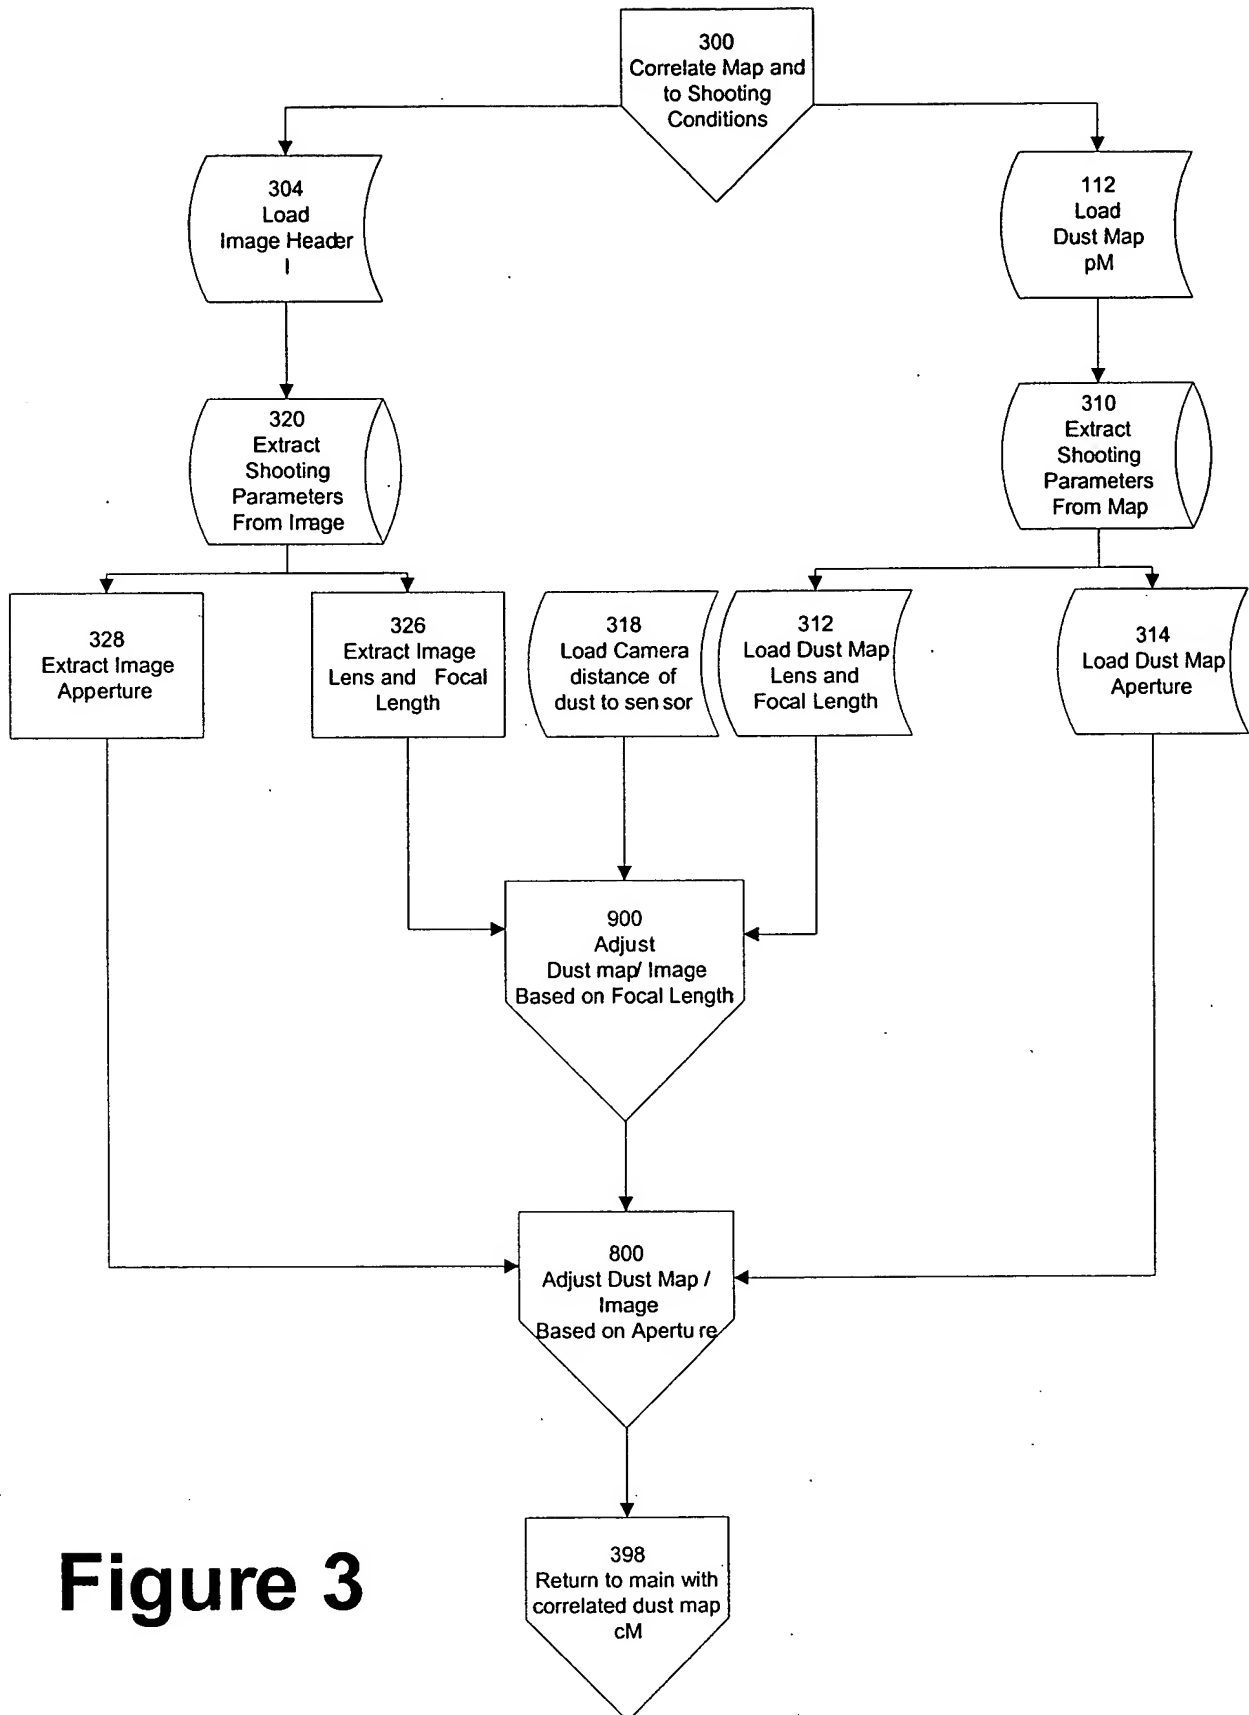 300
Correlate Map and
to Shooting
Conditions
304
Load
Image Header
I
112
Load
Dust Map
pM
320
Extract
Shooting
Parameters
From Image
310
Extract
Shooting
Parameters
From Map
328
Extract Image
Apperture
326
Extract Image
Lens and Focal
Length
318
Load Camera
distance of
dust to sensor
312
Load Dust Map
Lens and
Focal Length
314
Load Dust Map
Aperture
900
Adjust
Dust map/ Image
Based on Focal Length
800
Adjust Dust Map /
Image
Based on Aperture
398
Return to main with
correlated dust map
cM
Figure 3